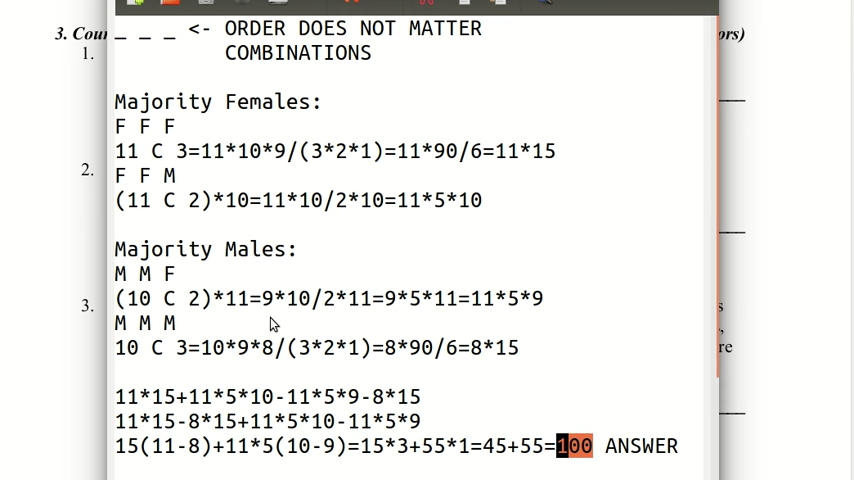 3. Cour
ors)
_ _ _ <- ORDER DOES NOT MATTER
1.
COMBINATIONS
Majority Females:
F F F
11 C 3=11*10*9/(3*2*1)=11*90/6=11*15
2.
F F M
(11 C 2)*10=11*10/2*10=11*5*10
Majority Males:
M M F
(10 C 2)*11=9*10/2*11=9*5*11=11*5*9
3.
M M M
10 C 3=10*9*8/(3*2*1)=8*90/6=8*15
re
11*15+11*5*10-11*5*9-8*15
11*15-8*15+11*5*10-11*5*9
15(11-8)+11*5(10-9)=15*3+55*1=45+55=100 ANSWER